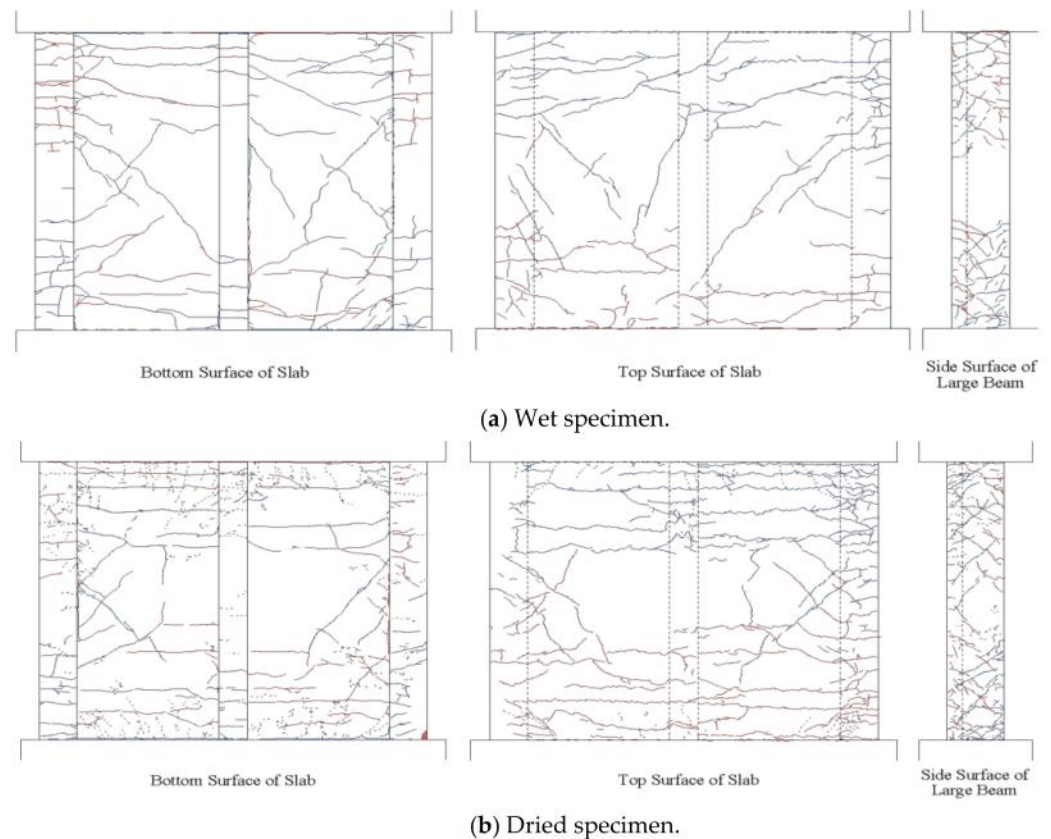 Bottom Surface of Slab
Top Surface of Slab
Side Surface of
Large Beam
(a) Wet specimen.
Bottom Surface of Slab
Top Surface of Slab
Side Surface of
Large Beam
(b) Dried specimen.